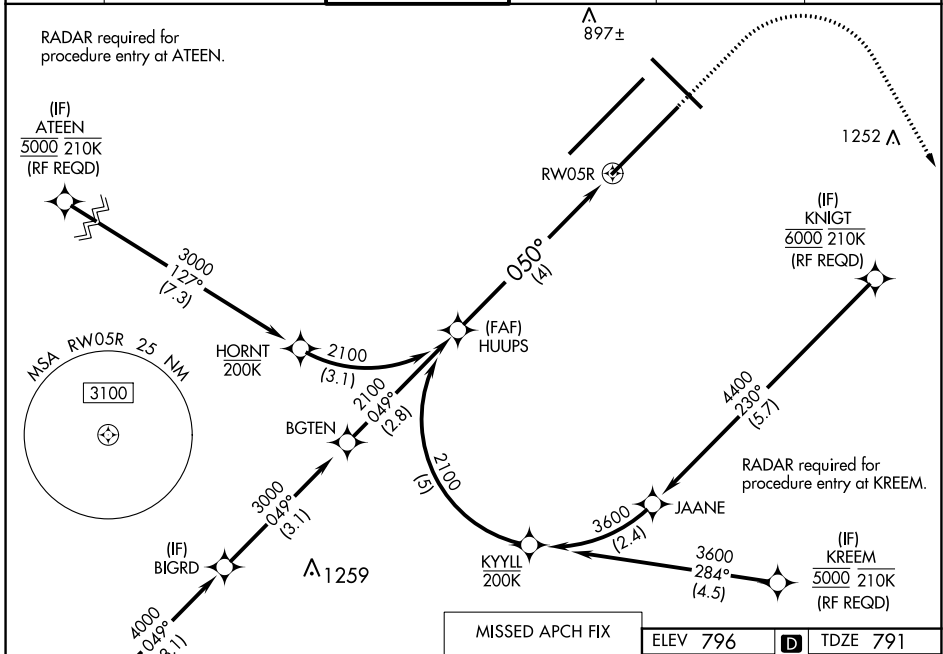 RADAR required for
procedure entry at ATEEN.
897±
(IF)
ATEEN
5000 210K
(RF REQD)
1252
RW05R
(IF)
KNIGT
6000 210K
(RF REQD)
3000
127°
(7.3)
050°
(4)
(FAF)
HUUPS
HORNT
200K
2100
(3.1)
MSA RW05R 25 NM
3100
2100
049°
(2.8)
BGTEN
4400
230°
(5.7)
2100
(5)
RADAR required for
procedure entry at KREEM.
3000
049°
(3.1)
JAANE
3600
(2.4)
(IF)
BIGRD
1259
KYYLL
200K
3600
284°
(4.5)
(IF)
KREEM
5000 210K
(RF REQD)
4000
049°
MISSED APCH FIX
ELEV 796
D
TDZE 791